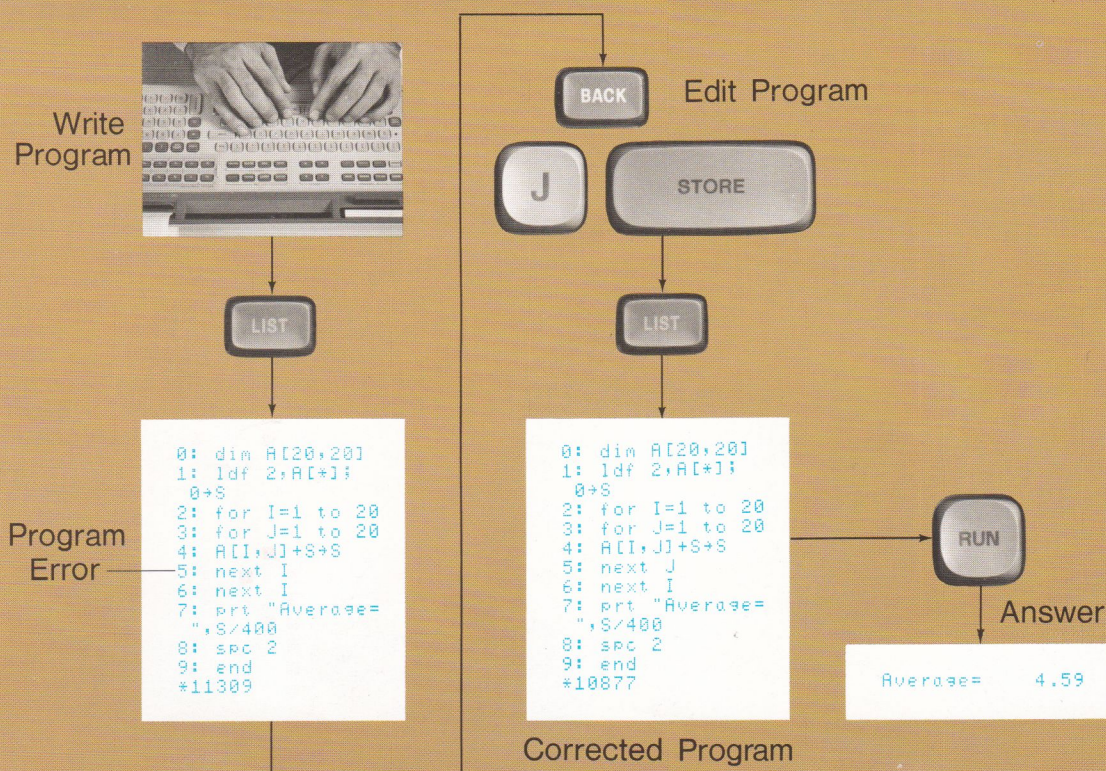 Write
Program
LIST
0: dim A[20,20]
1: ldf 2,A[*];
0→S
2: for I=1 to 20
3: for J=1 to 20
4: A[I,J]+S→S
5: next I
6: next I
7: prt "Average=
",S/400
8: spc 2
9: end
*11309
Program
Error
BACK
Edit Program
J
STORE
LIST
0: dim A[20,20]
1: ldf 2,A[*];
0→S
2: for I=1 to 20
3: for J=1 to 20
4: A[I,J]+S→S
5: next J
6: next I
7: prt "Average=
",S/400
8: spc 2
9: end
*10877
Corrected Program
RUN
Answer
Average= 4.59